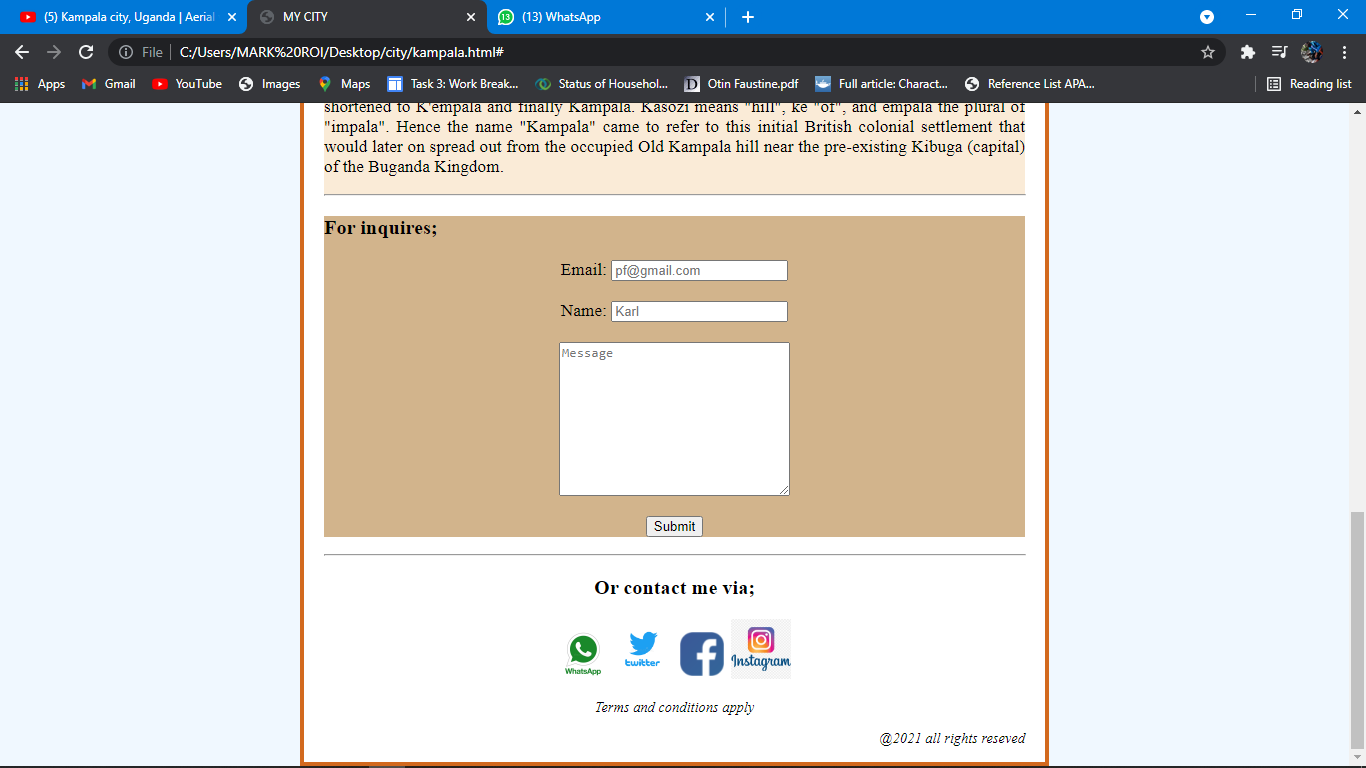 (5) Kampala city, Uganda | Aerial
MY CITY
(13) WhatsApp
File
C:/Users/MARK%20ROI/Desktop/city/kampala.html#
Apps
Gmail
YouTube
Images
Maps
Task 3: Work Break...
Status of Househol...
Otin Faustine.pdf
Full article: Charact...
Reference List APA...
Reading list
shortened to K'empala and finally Kampala. Kasozi means "hill", ke "of", and empala the plural of
"impala". Hence the name "Kampala" came to refer to this initial British colonial settlement that
would later on spread out from the occupied Old Kampala hill near the pre-existing Kibuga (capital)
of the Buganda Kingdom.
For inquires;
Email: pf@gmail.com
Name: Karl
Message
Submit
Or contact me via;
WhatsApp
twitter
Instagram
Terms and conditions apply
@2021 all rights reseved